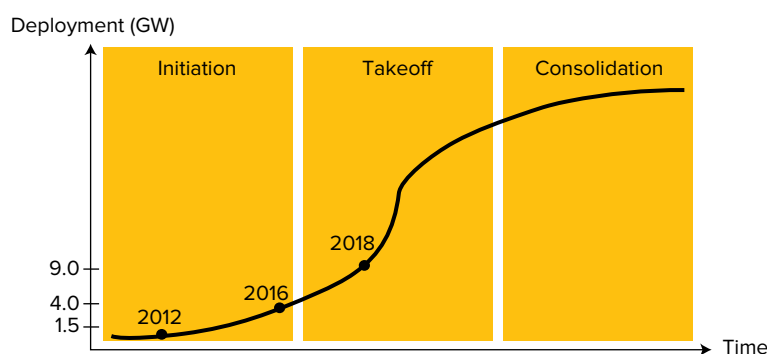 Deployment (GW)
Initiation
Takeoff
Consolidation
2018
9.0
2016
4.0
2012
1.5
Time